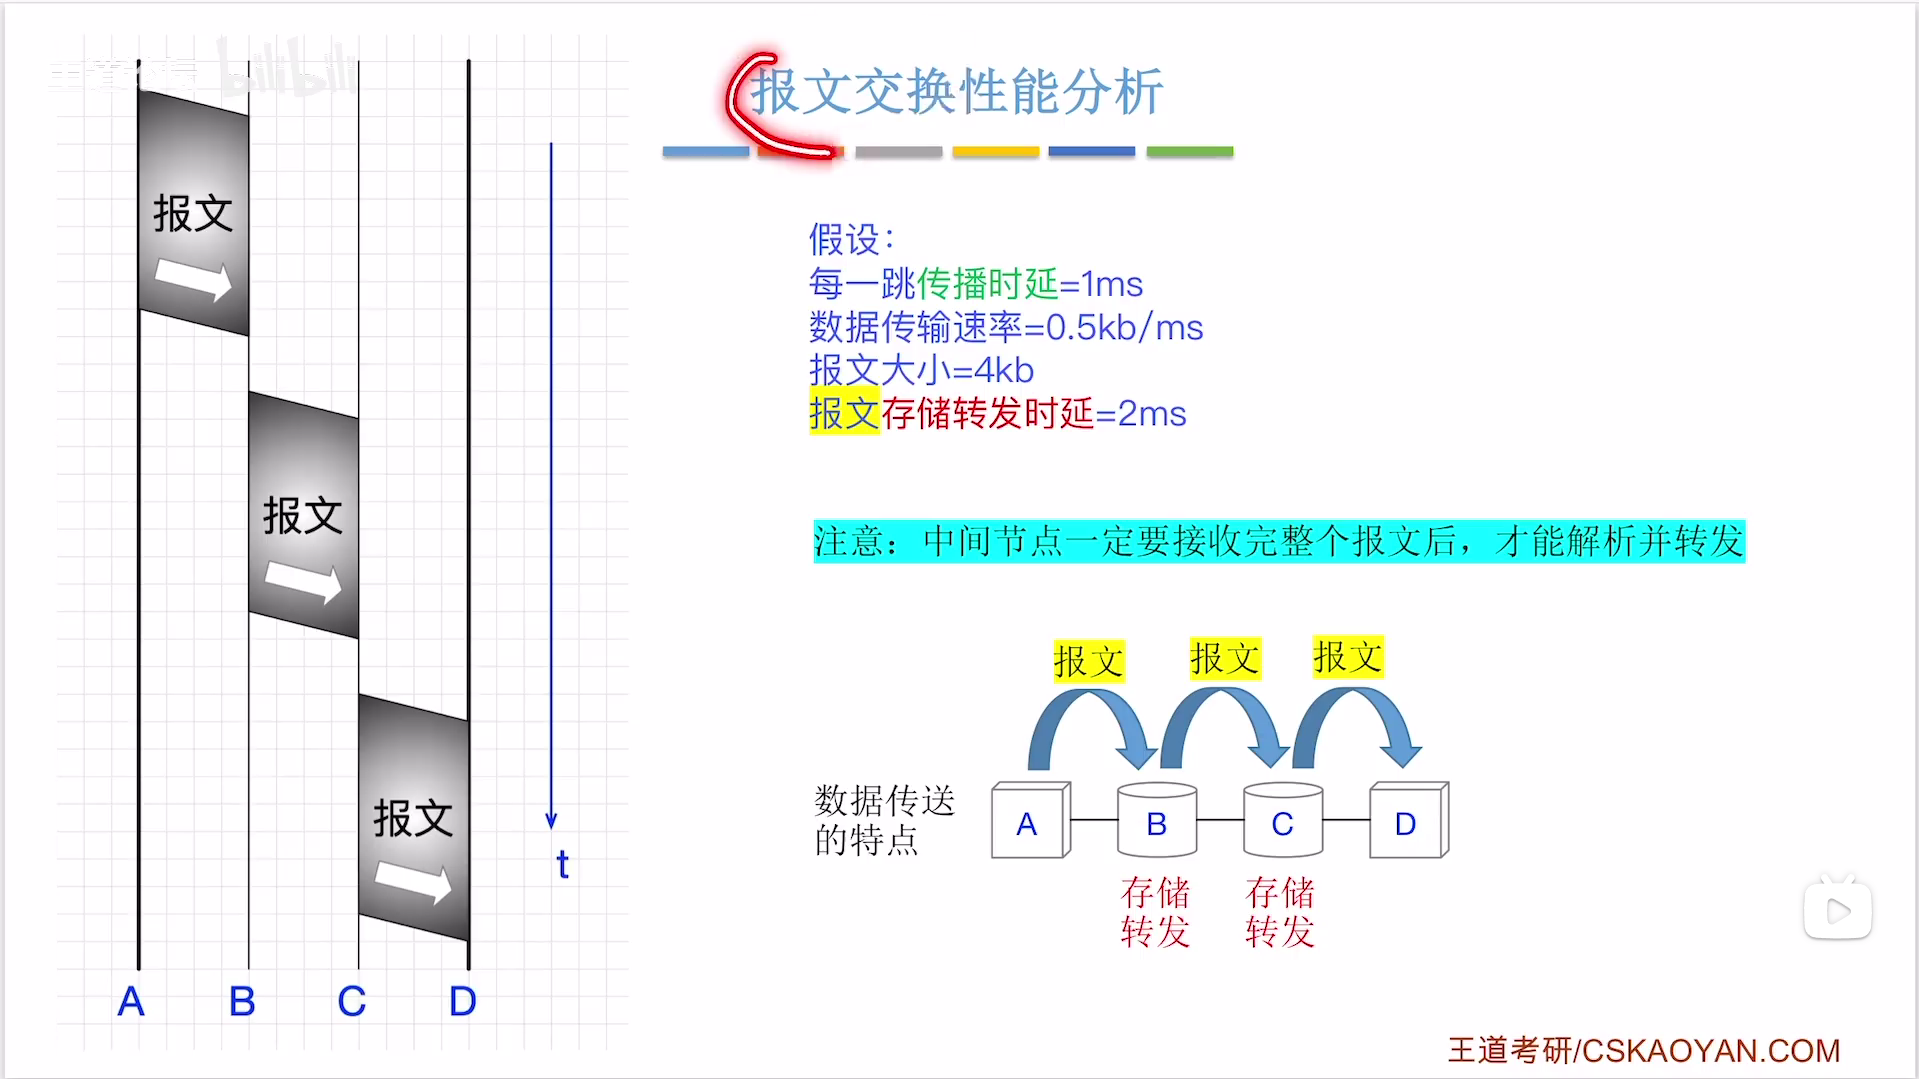 bilibili
报文交换性能分析
报文
报文
报文
A B C D
t
假设：
每一跳传播时延=1ms
数据传输速率=0.5kb/ms
报文大小=4kb
报文存储转发时延=2ms
注意：中间节点一定要接收完整个报文后，才能解析并转发
报文 报文 报文
数据传送
的特点
A B C D
存储 存储
转发 转发
王道考研/CSKAOYAN.COM